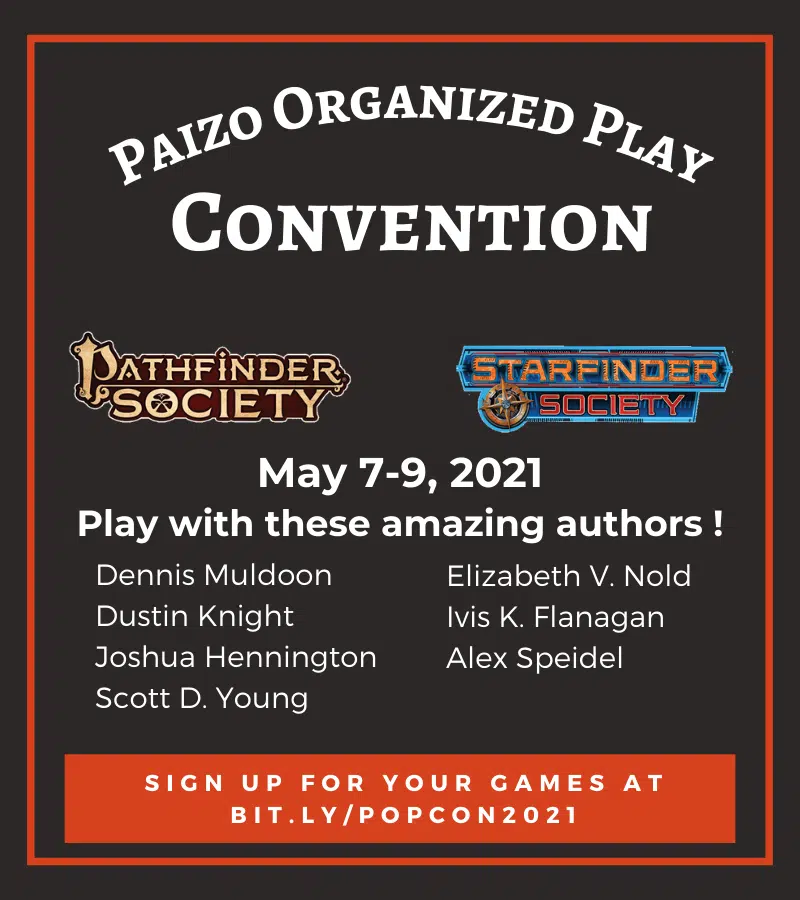 Paizo Organized Play
Convention
Pathfinder
Society
Starfinder
Society
May 7-9, 2021
Play with these amazing authors !
Dennis Muldoon
Dustin Knight
Joshua Hennington
Scott D. Young
Elizabeth V. Nold
Ivis K. Flanagan
Alex Speidel
SIGN UP FOR YOUR GAMES AT
BIT.LY/POPCON2021